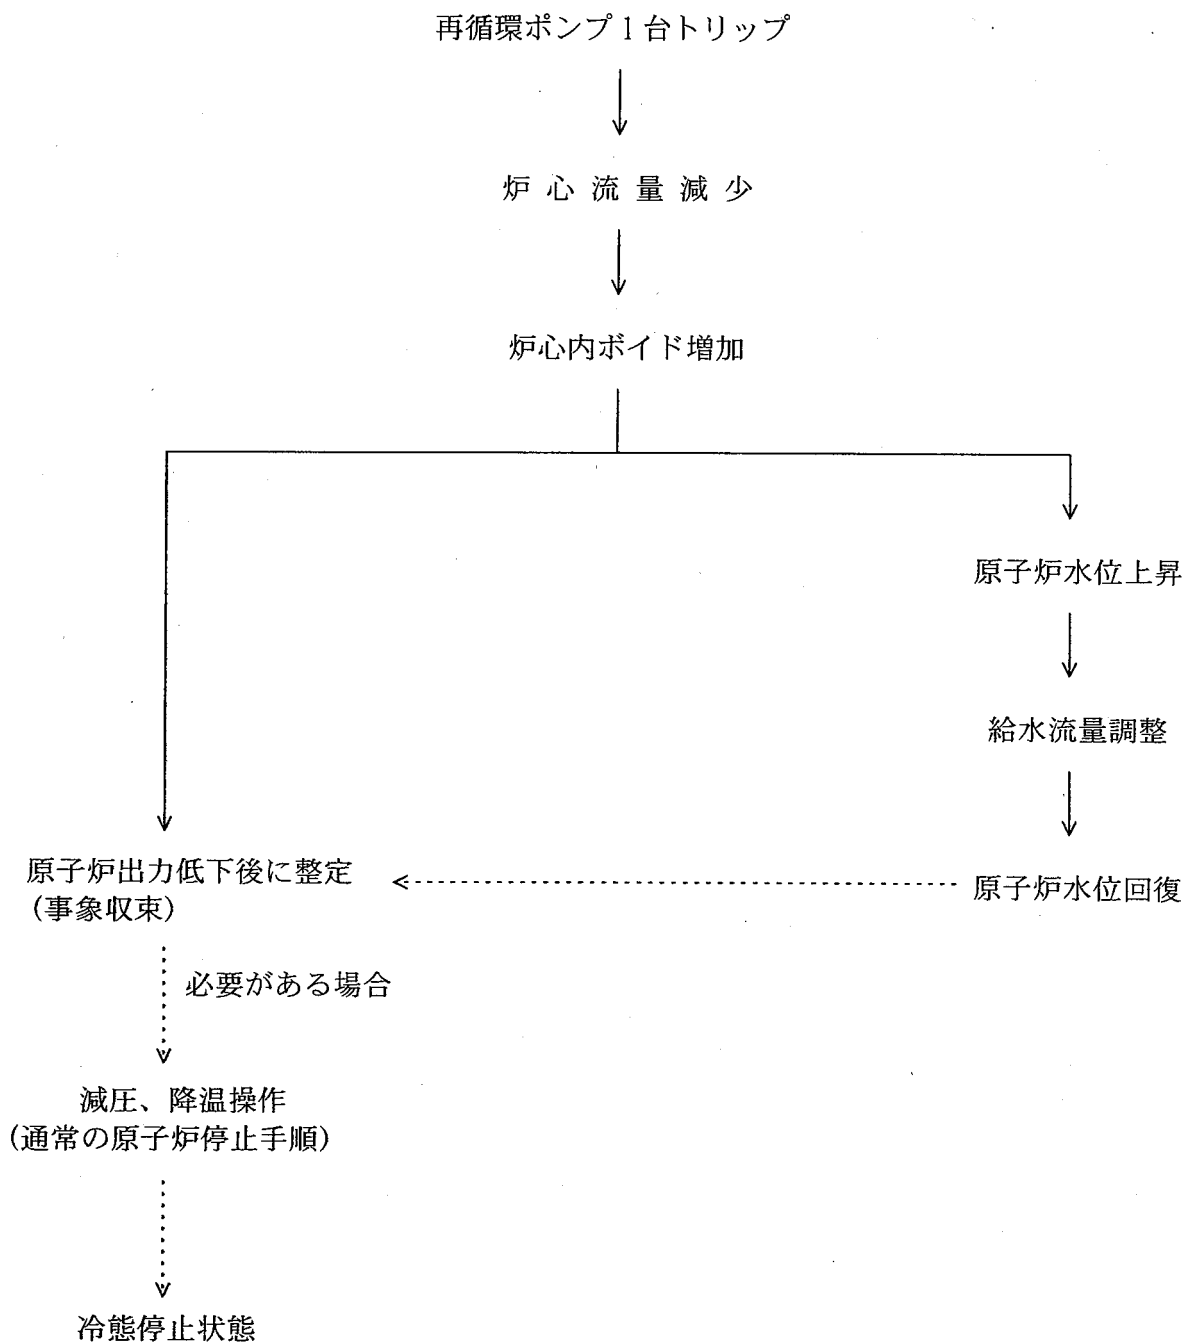 再循環ポンプ1台トリップ
炉心流量減少
炉心内ボイド増加
原子炉水位上昇
給水流量調整
原子炉出力低下後に整定
(事象収束)
原子炉水位回復
必要がある場合
減圧、降温操作
(通常の原子炉停止手順)
冷態停止状態